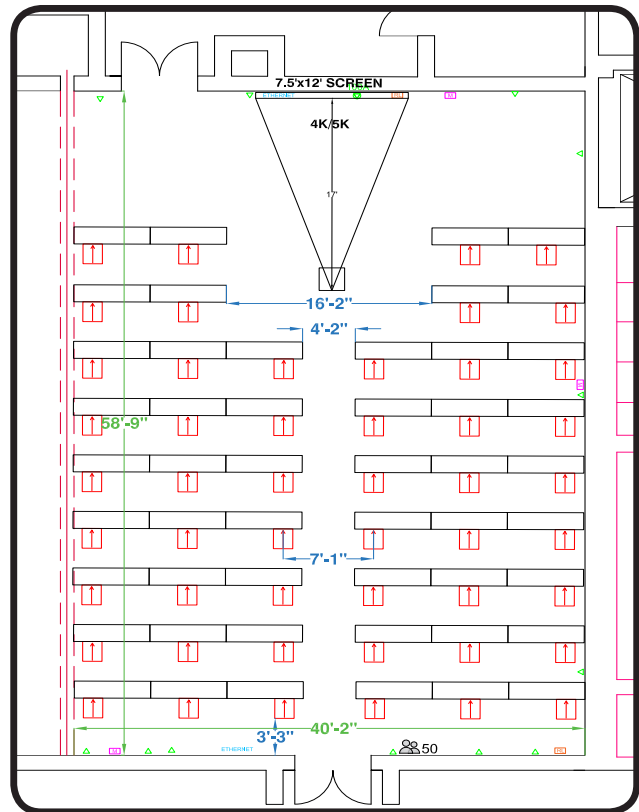 7.5'x12' SCREEN
ETHERNET
4K/5K
17'
16'-2"
4'-2"
58'-9"
7'-1"
40'-2"
3'-3"
ETHERNET
50